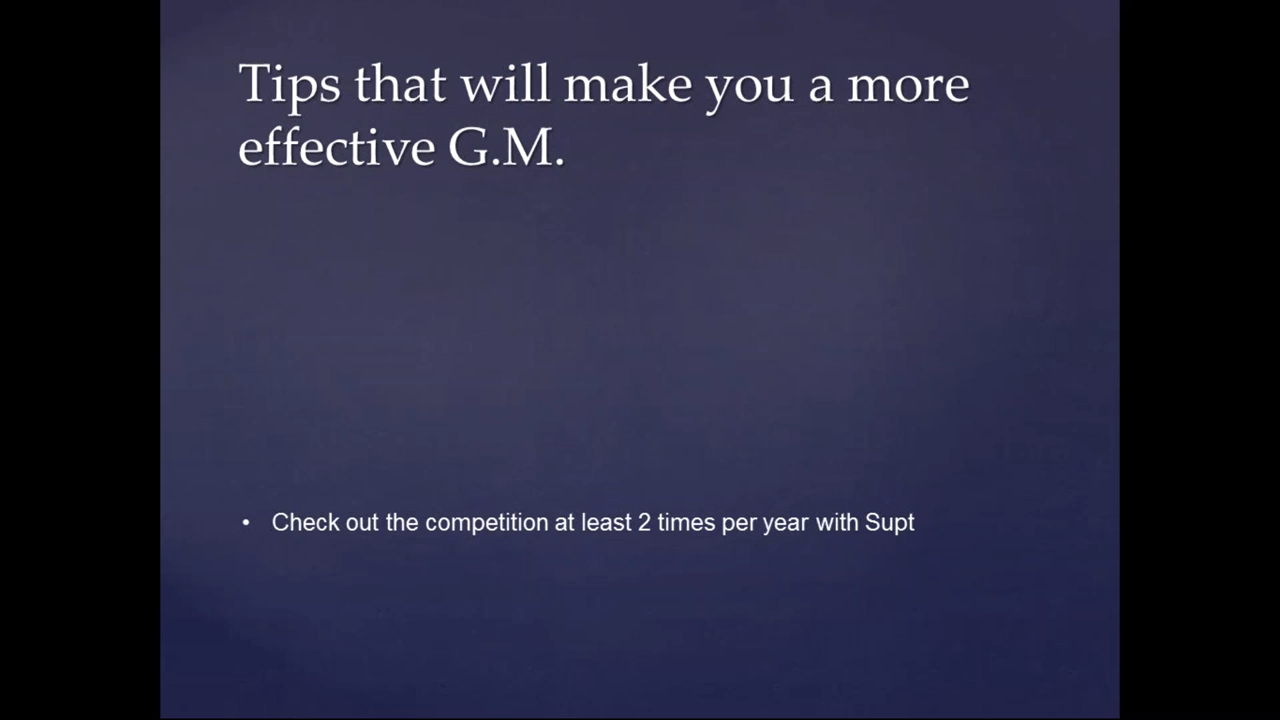 Tips that will make you a more
effective G.M.
• Check out the competition at least 2 times per year with Supt